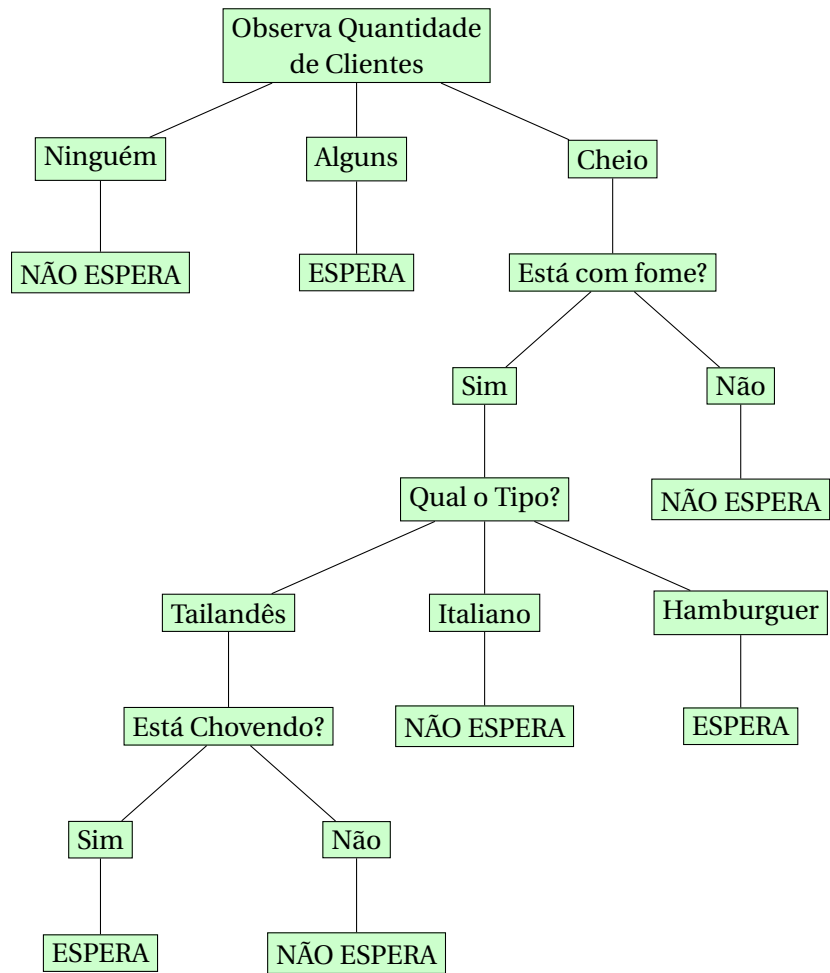 Observa Quantidade
de Clientes
Ninguém
Alguns
Cheio
NÃO ESPERA
ESPERA
Está com fome?
Sim
Não
Qual o Tipo?
NÃO ESPERA
Tailandês
Italiano
Hamburguer
Está Chovendo?
NÃO ESPERA
ESPERA
Sim
Não
ESPERA
NÃO ESPERA